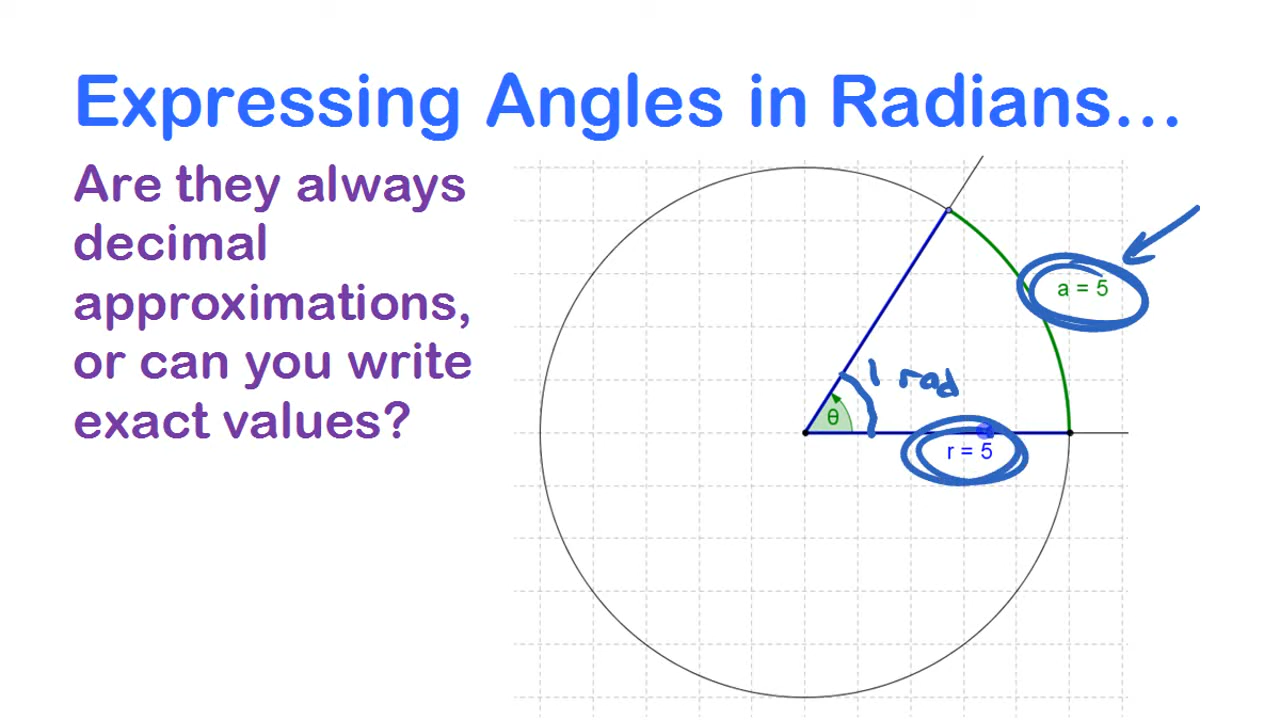 Expressing Angles in Radians...
Are they always
decimal
approximations,
or can you write
exact values?
a = 5
1 rad
θ
r = 5